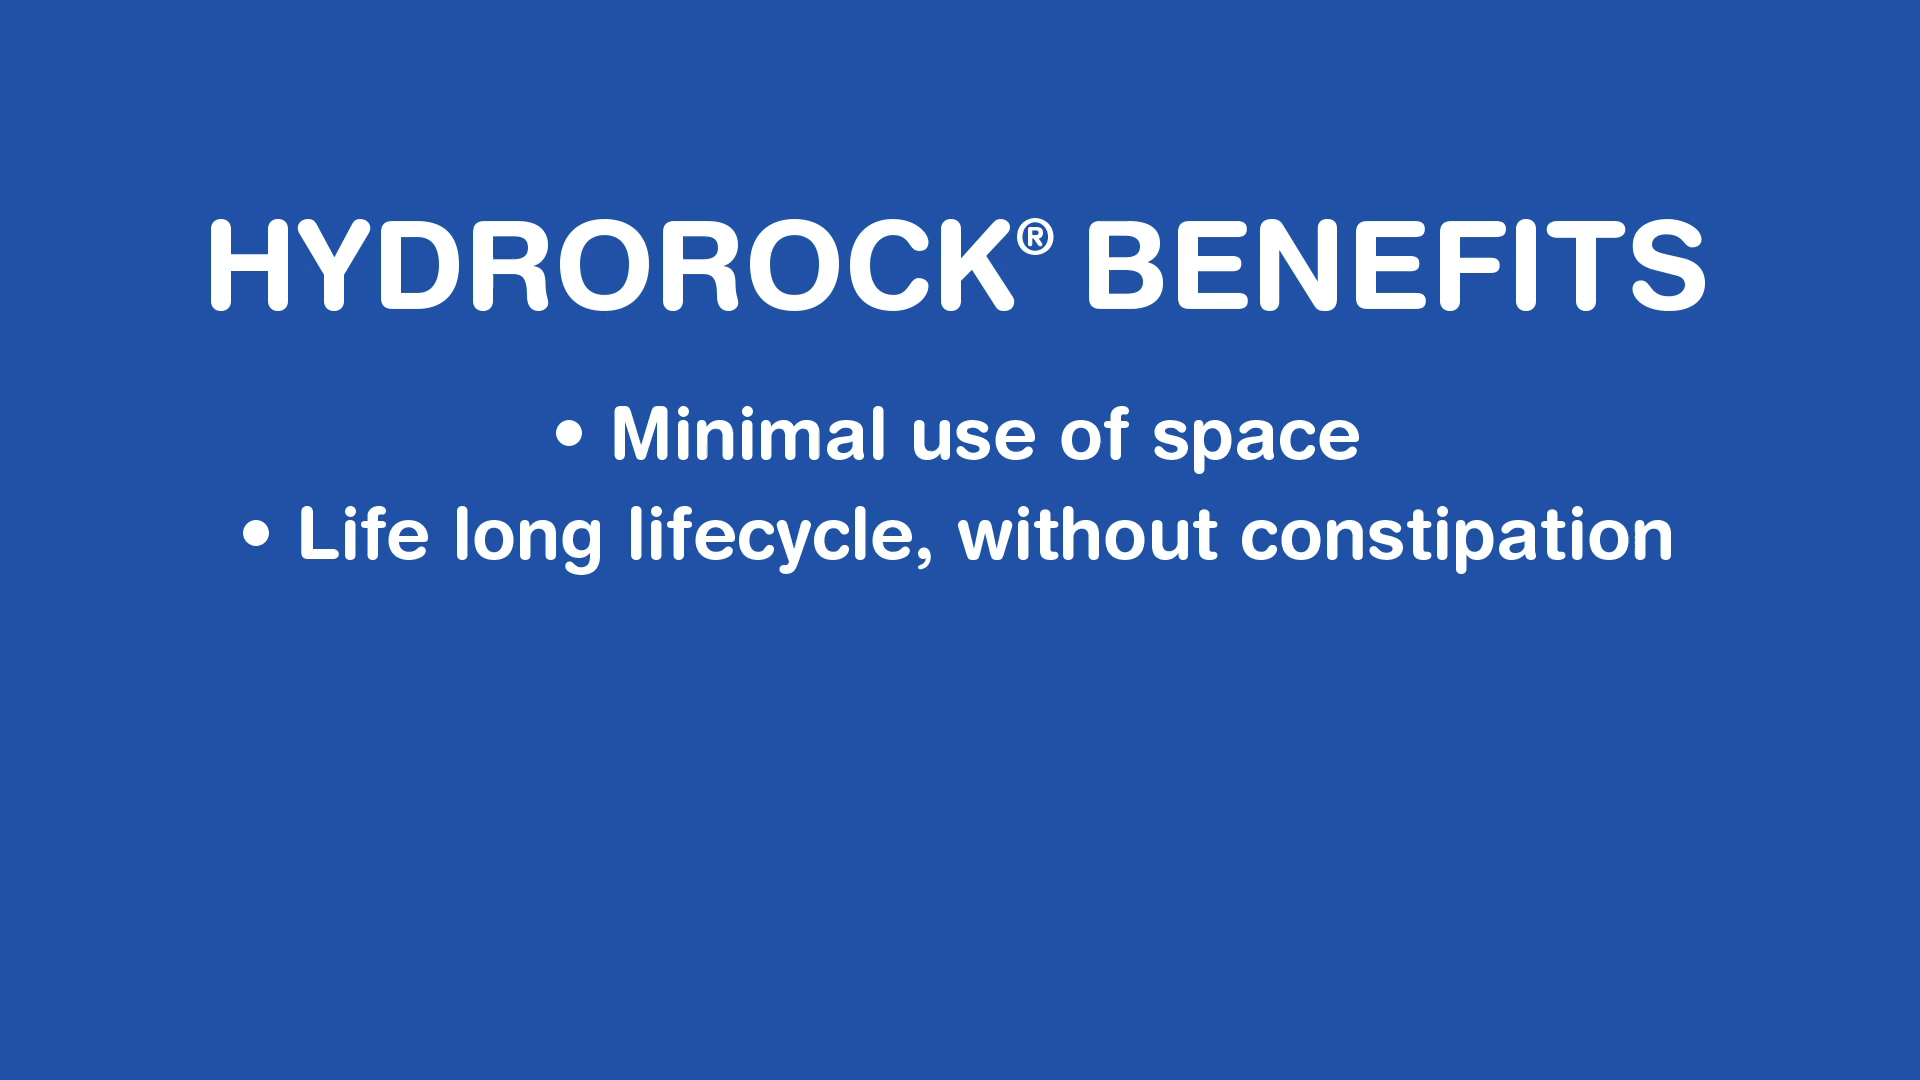 HYDROROCK® BENEFITS
• Minimal use of space
• Life long lifecycle, without constipation